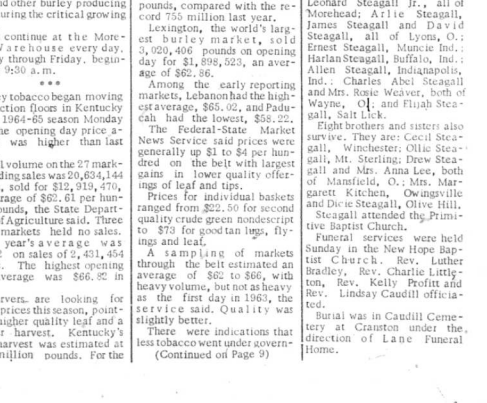 nd other burley producing
uring the critical growing
continue at the More-
Warehouse every day,
y through Friday, begin-
9:30 a.m.
***
ey tobacco began moving
ction floors in Kentucky
1964-65 season Monday
he opening day price a-
was higher than last
l volume on the 27 mark-
ding sales was 20,634,144
, sold for $12,919,470,
rage of $62.61 per hun-
ounds, the State Depart-
f Agriculture said. Three
markets held no sales.
year's average was
2 on sales of 2,431,454
. The highest opening
verage was $66.82 in
rvers are looking for
prices this season, point-
igher quality leaf and a
r harvest. Kentucky's
harvest was estimated at
million pounds. For the
pounds, compared with the re-
cord 755 million last year.
Lexington, the world's larg-
est burley market, sold
3,020,406 pounds on opening
day for $1,898,523, an aver-
age of $62.86.
Among the early reporting
markets, Lebanon had the high-
est average, $65.02, and Padu-
cah had the lowest, $58.22.
The Federal-State Market
News Service said prices were
generally up $1 to $4 per hun-
dred on the belt with largest
gains in lower quality offer-
ings of leaf and tips.
Prices for individual baskets
ranged from $22.50 for second
quality crude green nondescript
to $73 for good tan lugs, fly-
ings and leaf.
A sampling of markets
through the belt estimated an
average of $62 to $66, with
heavy volume, but not as heavy
as the first day in 1963, the
service said. Quality was
slightly better.
There were indications that
less tobacco went under govern-
(Continued on Page 9)
Leonard Steagall Jr., all of
Morehead; Arlie Steagall,
James Steagall and David
Steagall, all of Lyons, O.;
Ernest Steagall, Muncie Ind.;
Harlan Steagall, Buffalo, Ind.;
Allen Steagall, Indianapolis,
Ind.; Charles Abel Steagall
and Mrs. Rosie Weaver, both of
Wayne, O.; and Elijah Stea-
gall, Salt Lick.
Eight brothers and sisters also
survive. They are: Cecil Stea-
gall, Winchester; Ollie Stea-
gall, Mt. Sterling; Drew Stea-
gall and Mrs. Anna Lee, both
of Mansfield, O.; Mrs. Mar-
garett Kitchen, Owingsville
and Dicie Steagall, Olive Hill.
Steagall attended the Primi-
tive Baptist Church.
Funeral services were held
Sunday in the New Hope Bap-
tist Church. Rev. Luther
Bradley, Rev. Charlie Little-
ton, Rev. Kelly Profitt and
Rev. Lindsay Caudill officia-
ted.
Burial was in Caudill Ceme-
tery at Cranston under the
direction of Lane Funeral
Home.